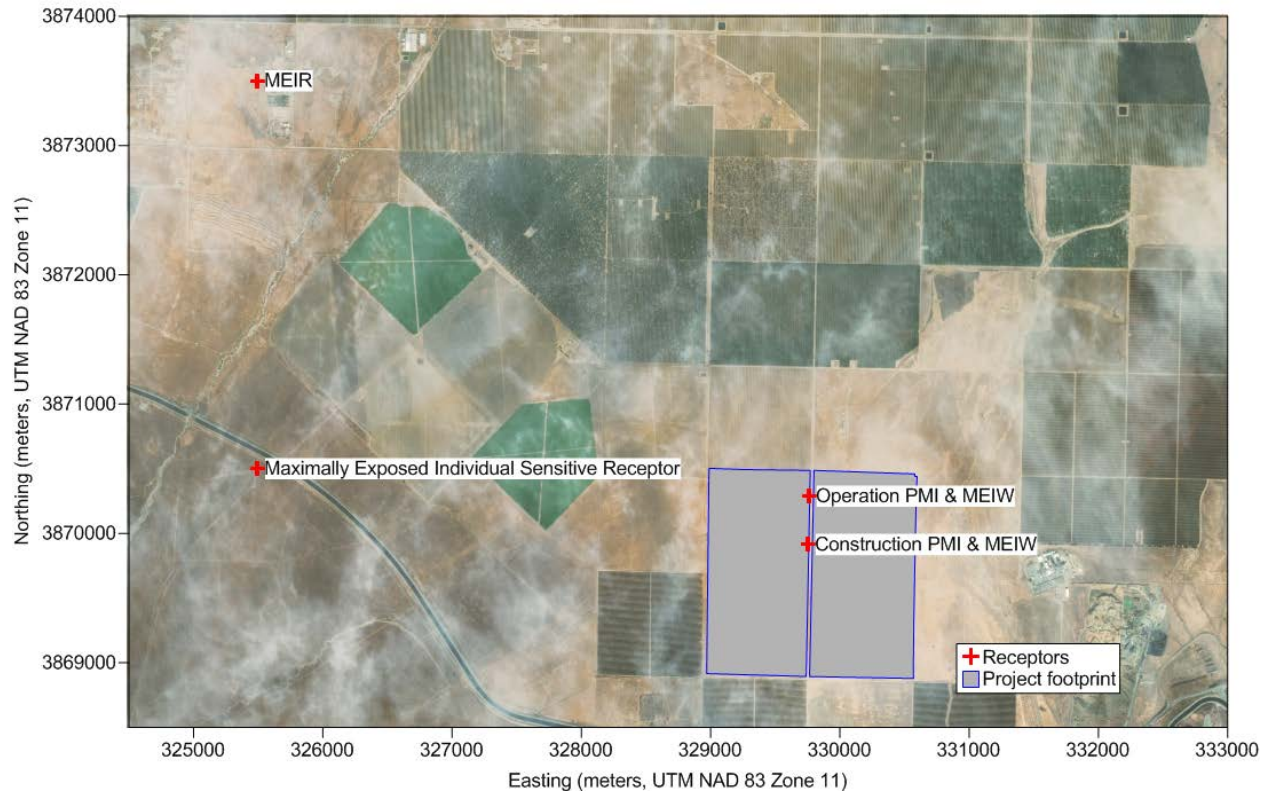 3874000
3873000
3872000
3871000
3870000
3869000
Northing (meters, UTM NAD 83 Zone 11)
MEIR
Maximally Exposed Individual Sensitive Receptor
Operation PMI & MEIW
Construction PMI & MEIW
Receptors
Project footprint
325000 326000 327000 328000 329000 330000 331000 332000 333000
Easting (meters, UTM NAD 83 Zone 11)